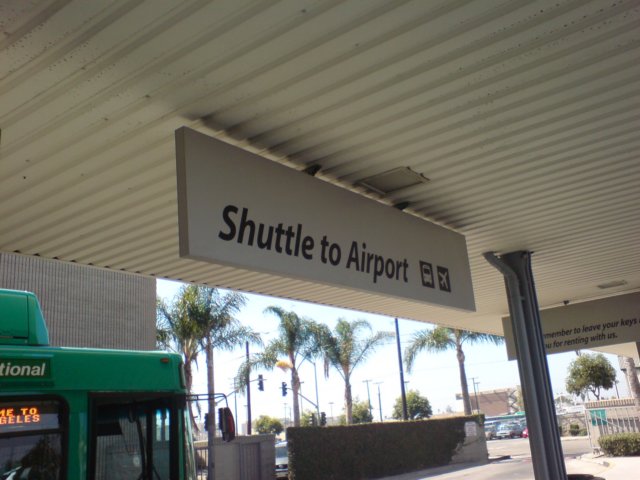 Shuttle to Airport
member to leave your keys
ou for renting with us.
tional
ME TO
GELES